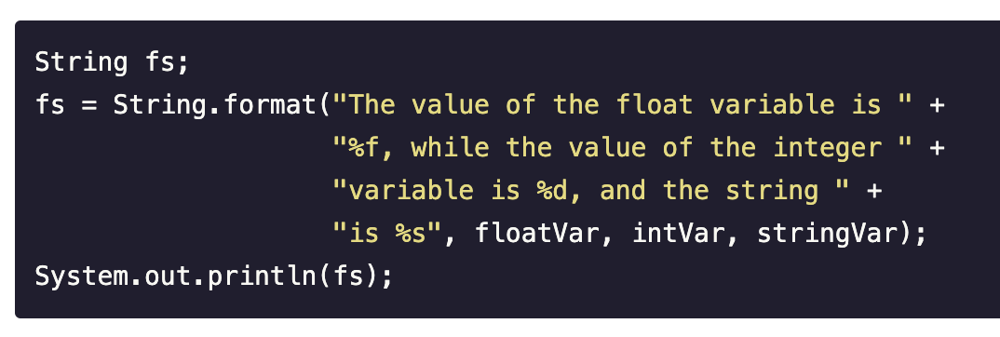 String fs;
fs = String.format("The value of the float variable is " +
"%f, while the value of the integer " +
"variable is %d, and the string " +
"is %s", floatVar, intVar, stringVar);
System.out.println(fs);